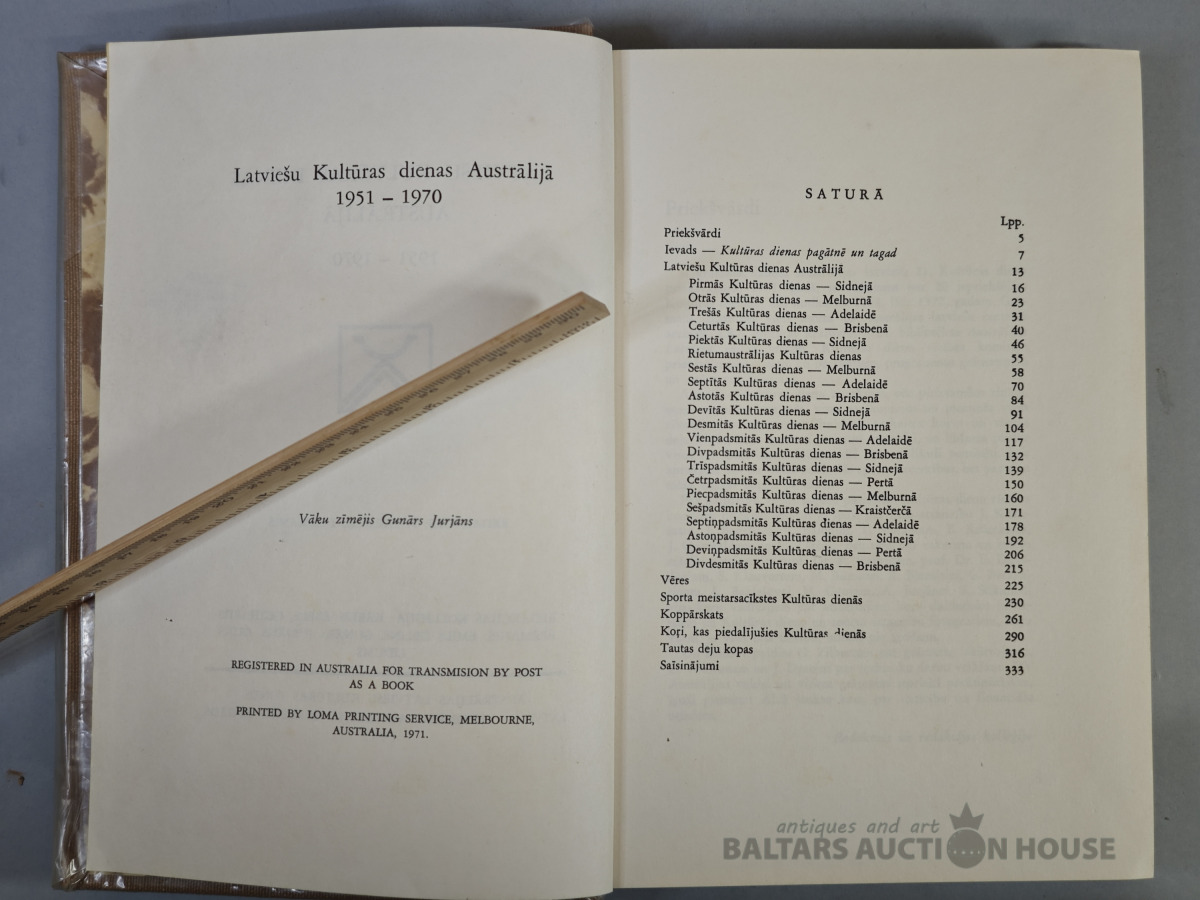 Latviešu Kultūras dienas Austrālijā
1951 – 1970
Vāku zīmējis Gunārs Jurjāns
REGISTERED IN AUSTRALIA FOR TRANSMISION BY POST
AS A BOOK
PRINTED BY LOMA PRINTING SERVICE, MELBOURNE,
AUSTRALIA, 1971.
SATURĀ
Lpp.
Priekšvārdi 5
Ievads — Kultūras dienas pagātnē un tagad 7
Latviešu Kultūras dienas Austrālijā 13
Pirmās Kultūras dienas — Sidnejā 16
Otrās Kultūras dienas — Melburnā 23
Trešās Kultūras dienas — Adelaidē 31
Ceturtās Kultūras dienas — Brisbenā 40
Piektās Kultūras dienas — Sidnejā 46
Rietumaustrālijas Kultūras dienas 55
Sestās Kultūras dienas — Melburnā 58
Septītās Kultūras dienas — Adelaidē 70
Astotās Kultūras dienas — Brisbenā 84
Devītās Kultūras dienas — Sidnejā 91
Desmitās Kultūras dienas — Melburnā 104
Vienpadsmitās Kultūras dienas — Adelaidē 117
Divpadsmitās Kultūras dienas — Brisbenā 132
Trīspadsmitās Kultūras dienas — Sidnejā 139
Četrpadsmitās Kultūras dienas — Pertā 150
Piecpadsmitās Kultūras dienas — Melburnā 160
Sešpadsmitās Kultūras dienas — Kraistčerčā 171
Septiņpadsmitās Kultūras dienas — Adelaidē 178
Astoņpadsmitās Kultūras dienas — Sidnejā 192
Deviņpadsmitās Kultūras dienas — Pertā 206
Divdesmitās Kultūras dienas — Brisbenā 215
Vēres 225
Sporta meistarsacīkstes Kultūras dienās 230
Koppārskats 261
Koŗi, kas piedalījušies Kultūras dienās 290
Tautas deju kopas 316
Saīsinājumi 333
antiques and art
BALTARS AUCTION HOUSE